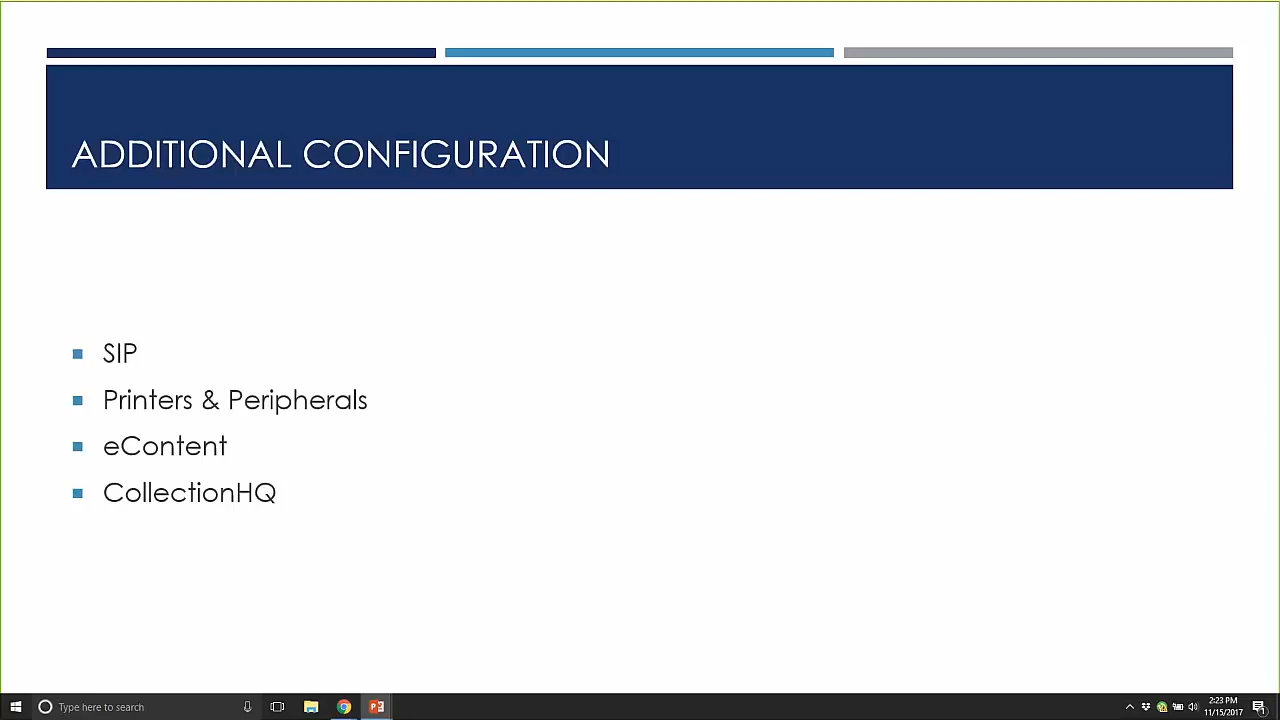 ADDITIONAL CONFIGURATION
SIP
Printers & Peripherals
eContent
CollectionHQ
Type here to search
2:23 PM
11/15/2017